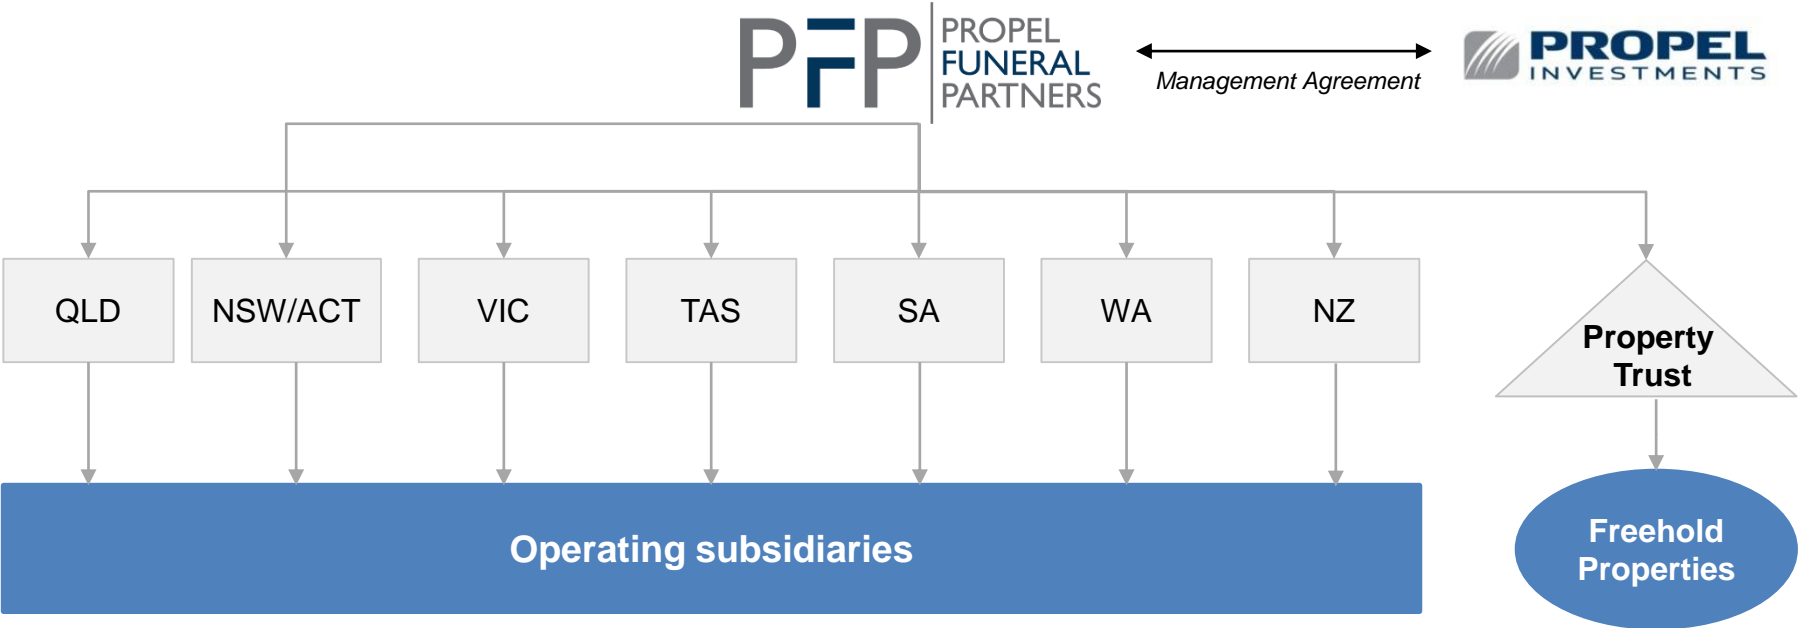 PFP
PROPEL
FUNERAL
PARTNERS
Management Agreement
PROPEL
INVESTMENTS
QLD
NSW/ACT
VIC
TAS
SA
WA
NZ
Property
Trust
Operating subsidiaries
Freehold
Properties